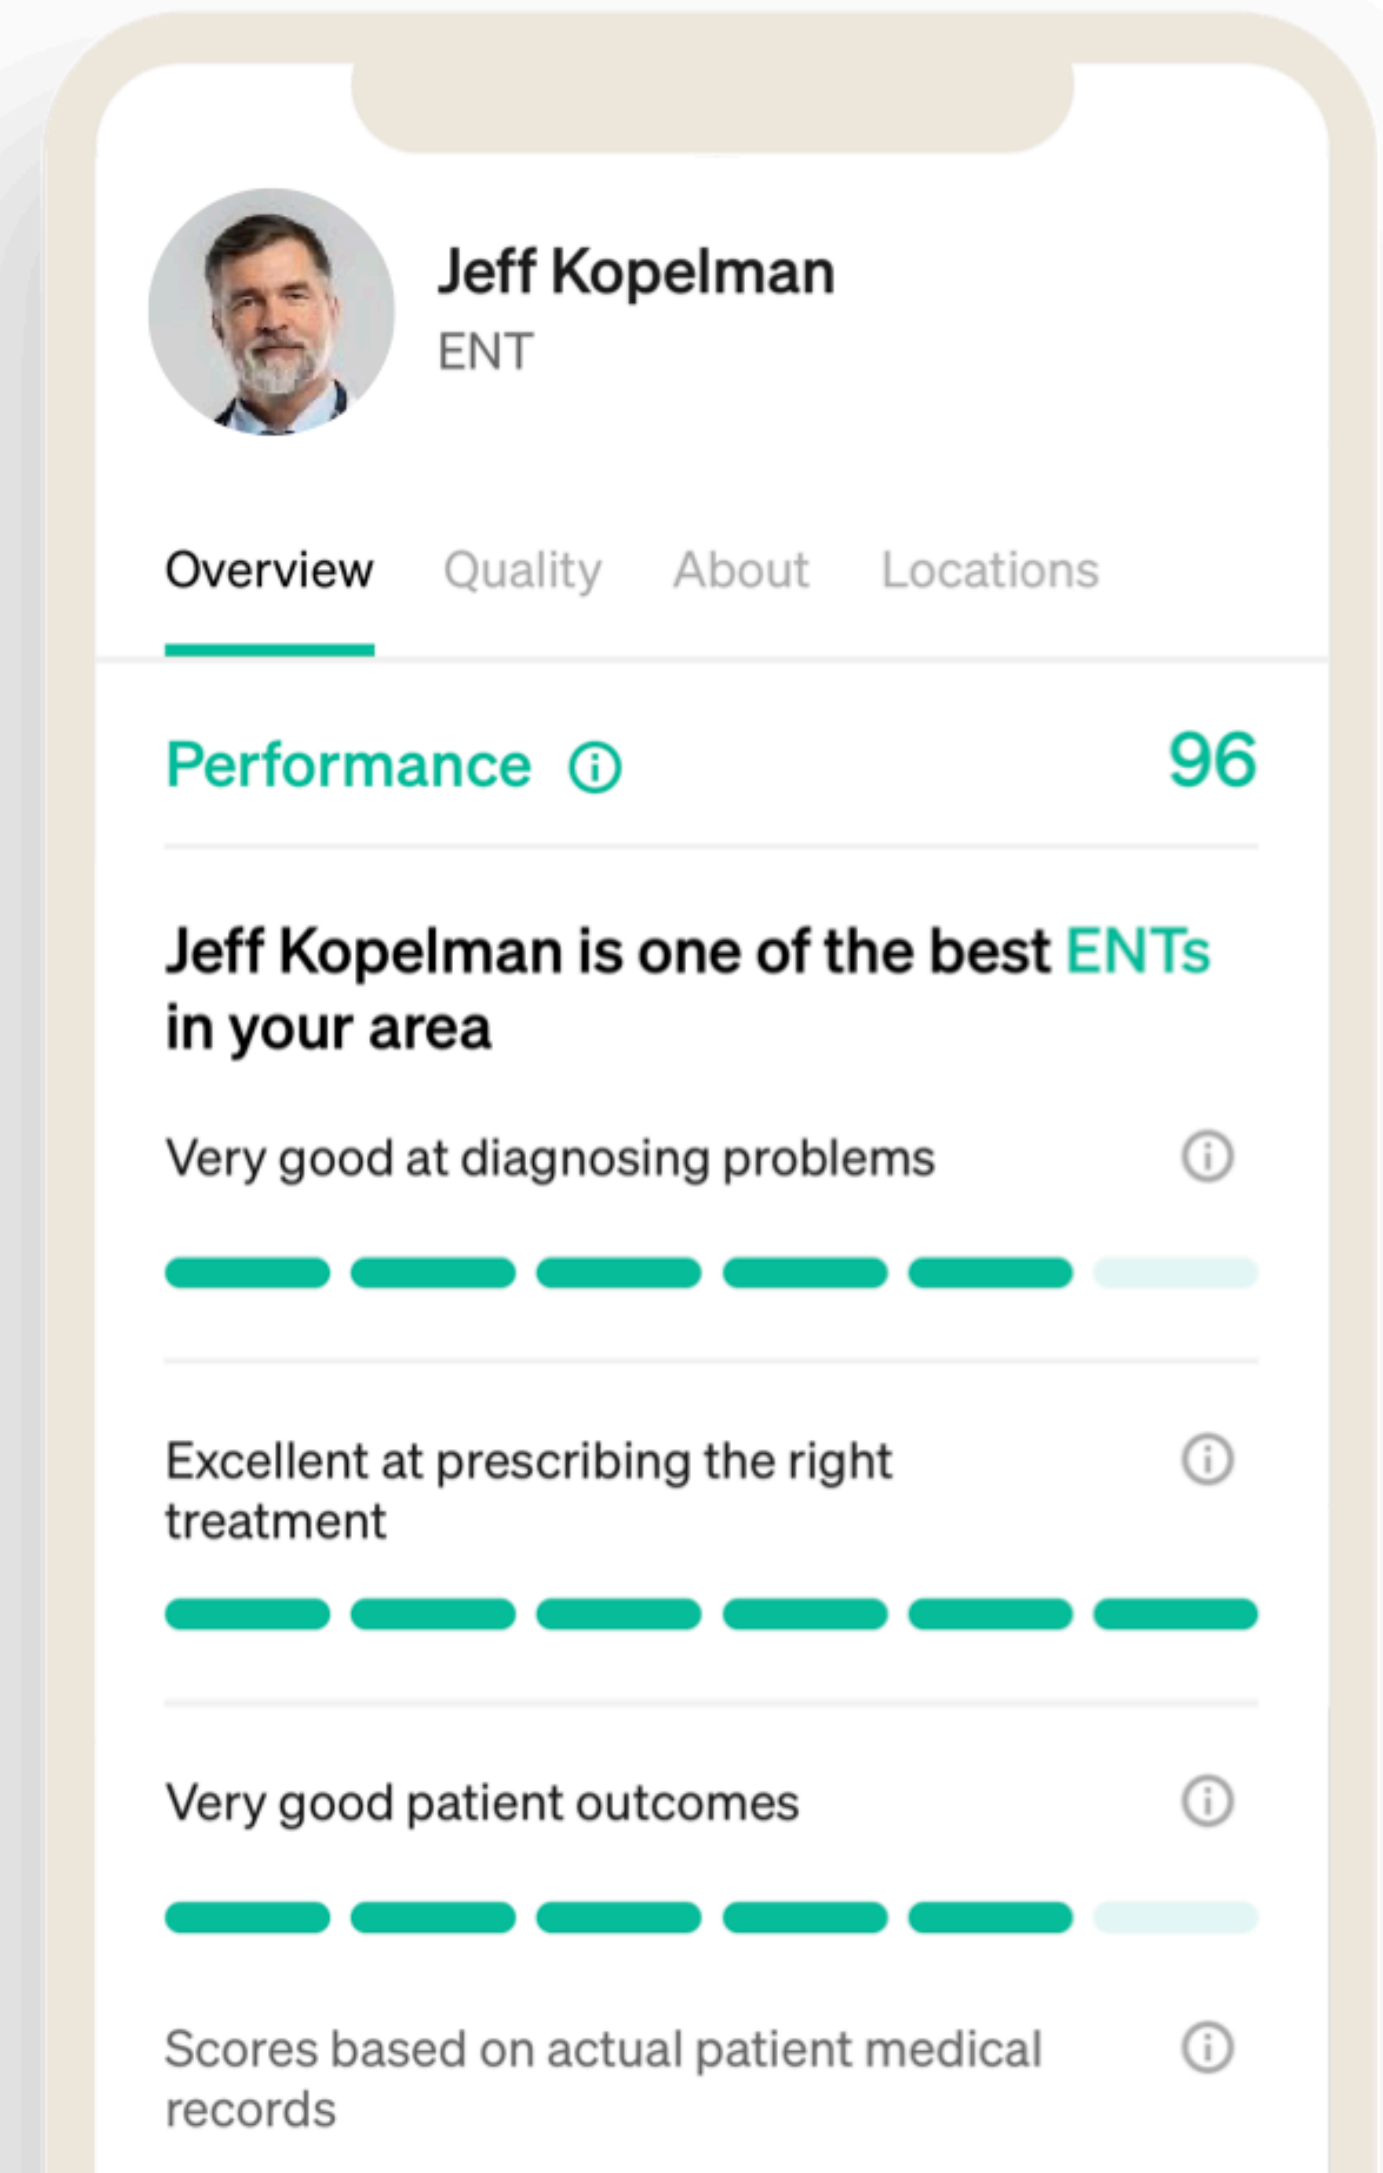 Jeff Kopelman
ENT
Overview Quality About Locations
Performance 96
Jeff Kopelman is one of the best ENTs
in your area
Very good at diagnosing problems
Excellent at prescribing the right
treatment
Very good patient outcomes
Scores based on actual patient medical
records